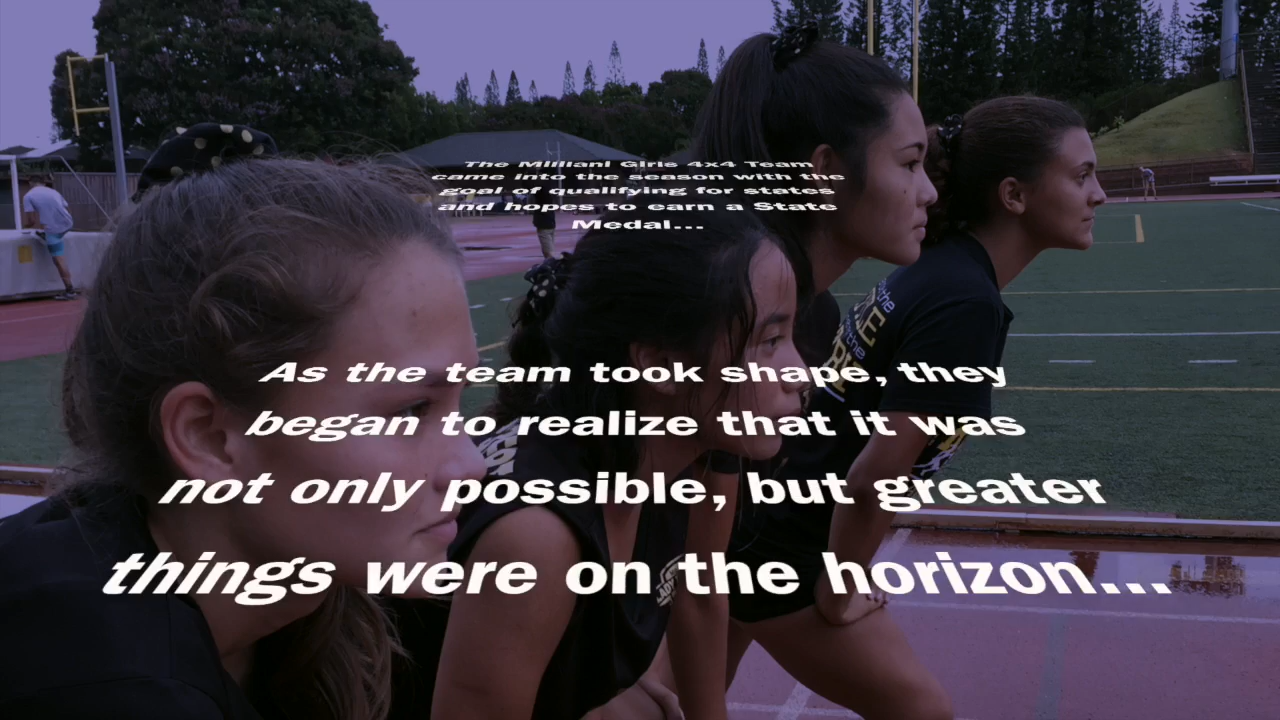 The Mililani Girls 4x4 Team
came into the season with the
goal of qualifying for states
and hopes to earn a State
Medal...
As the team took shape, they
began to realize that it was
not only possible, but greater
things were on the horizon...